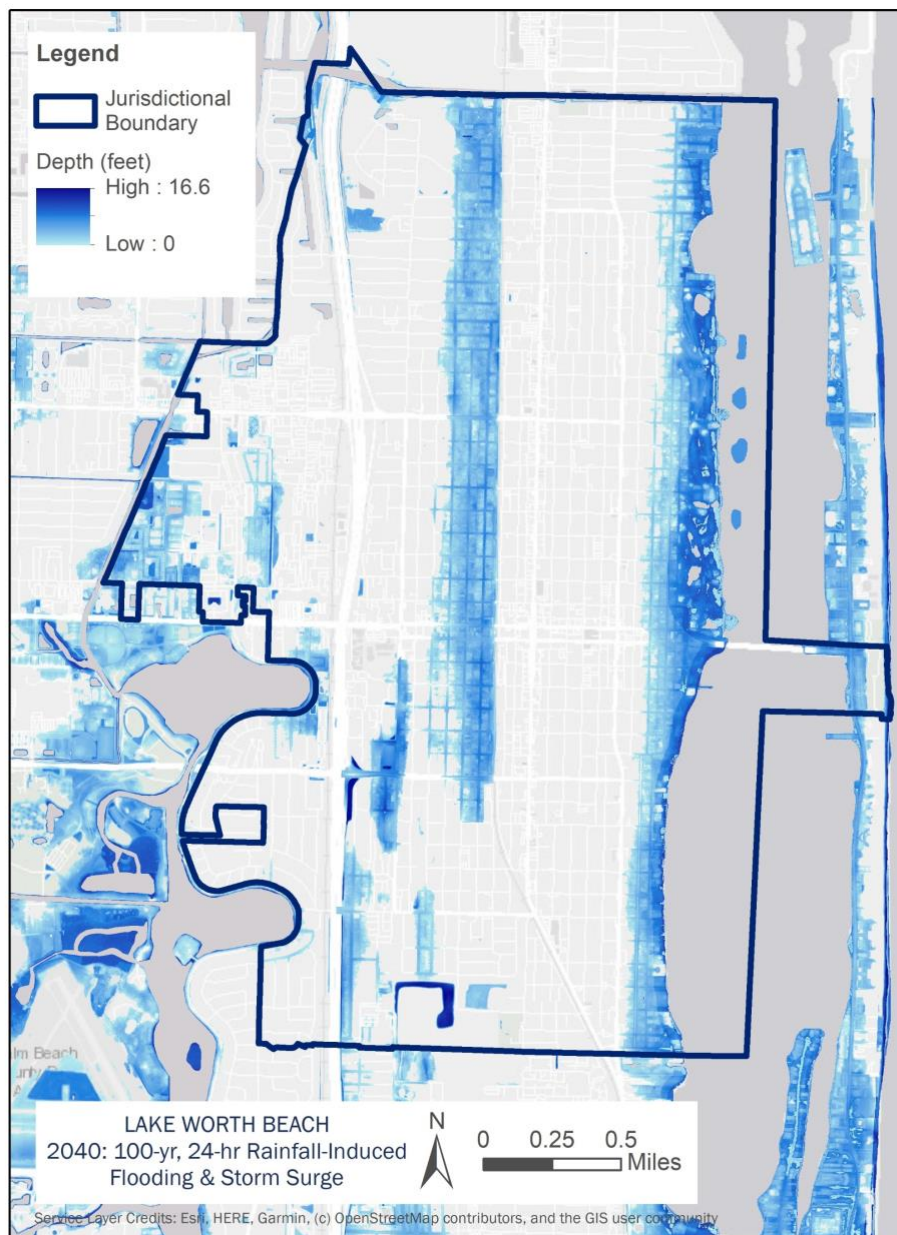 Legend
Jurisdictional
Boundary
Depth (feet)
High : 16.6
Low : 0
lm Beach
LAKE WORTH BEACH
2040: 100-yr, 24-hr Rainfall-Induced
Flooding & Storm Surge
N
0 0.25 0.5
Miles
Service Layer Credits: Esri, HERE, Garmin, (c) OpenStreetMap contributors, and the GIS user community